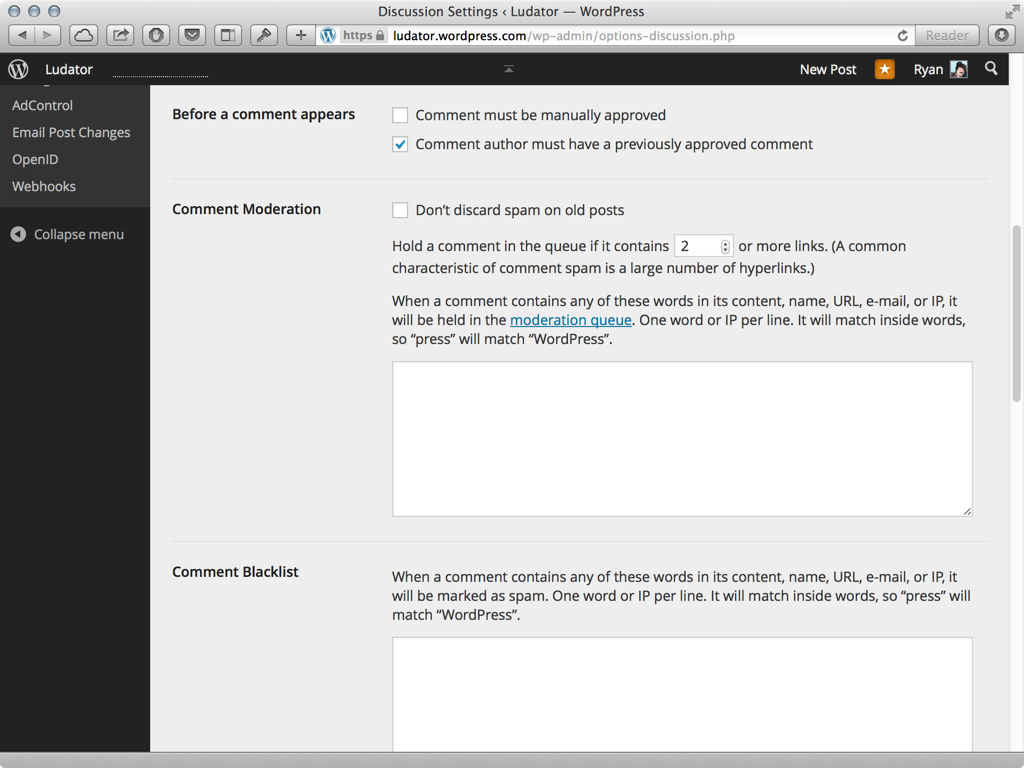 Discussion Settings ‹ Ludator — WordPress
https ludator.wordpress.com/wp-admin/options-discussion.php Reader
Ludator New Post Ryan
AdControl
Email Post Changes
OpenID
Webhooks
Collapse menu
Before a comment appears
Comment must be manually approved
Comment author must have a previously approved comment
Comment Moderation
Don’t discard spam on old posts
Hold a comment in the queue if it contains 2 or more links. (A common
characteristic of comment spam is a large number of hyperlinks.)
When a comment contains any of these words in its content, name, URL, e-mail, or IP, it
will be held in the moderation queue. One word or IP per line. It will match inside words,
so “press” will match “WordPress”.
Comment Blacklist
When a comment contains any of these words in its content, name, URL, e-mail, or IP, it
will be marked as spam. One word or IP per line. It will match inside words, so “press” will
match “WordPress”.